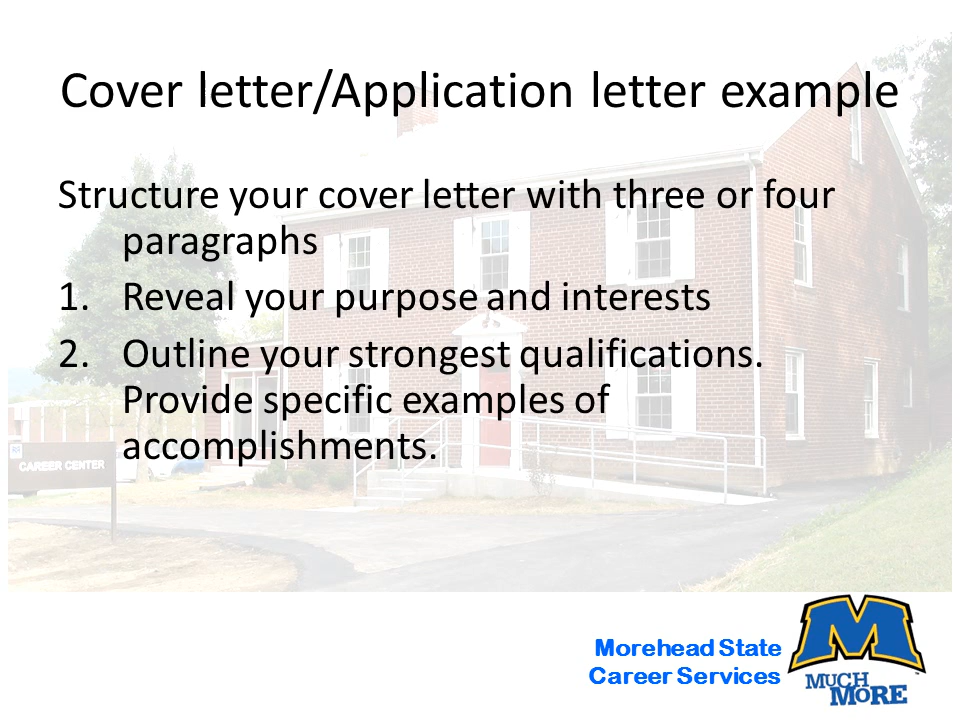 Cover letter/Application letter example
Structure your cover letter with three or four
paragraphs
1. Reveal your purpose and interests
2. Outline your strongest qualifications.
Provide specific examples of
accomplishments.
CAREER CENTER
Morehead State
Career Services
M
MUCH
MORE